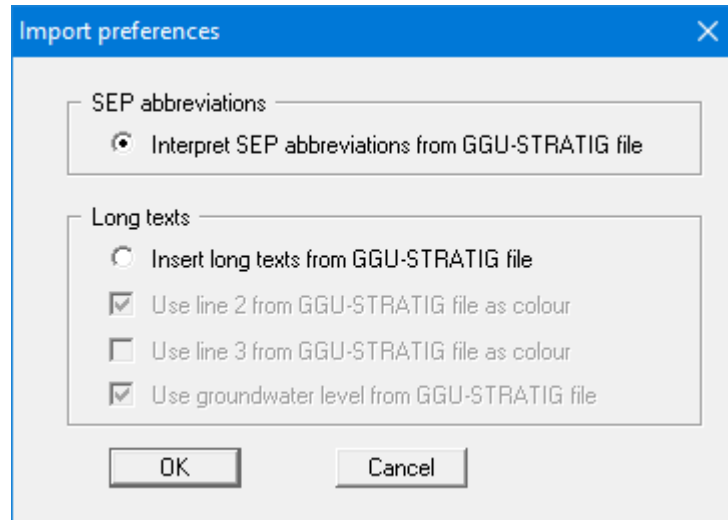 Import preferences
SEP abbreviations
Interpret SEP abbreviations from GGU-STRATIG file
Long texts
Insert long texts from GGU-STRATIG file
Use line 2 from GGU-STRATIG file as colour
Use line 3 from GGU-STRATIG file as colour
Use groundwater level from GGU-STRATIG file
OK Cancel